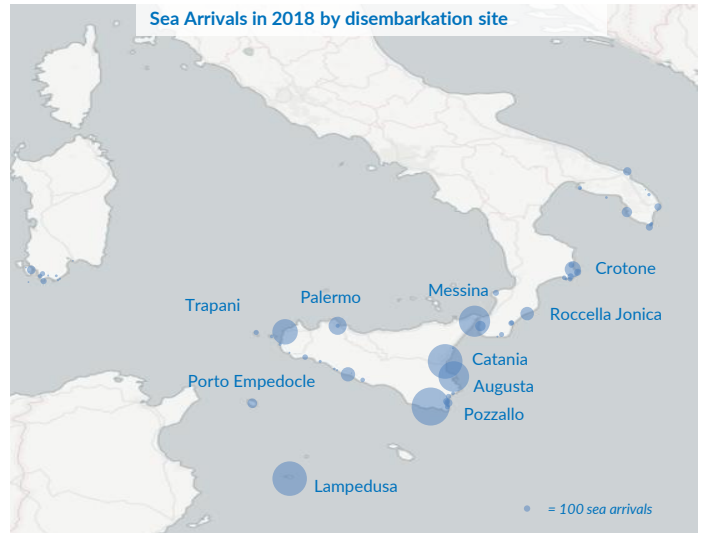 Sea Arrivals in 2018 by disembarkation site
Crotone
Messina
Palermo
Trapani
Roccella Jonica
Catania
Porto Empedocle
Augusta
Pozzallo
Lampedusa
= 100 sea arrivals